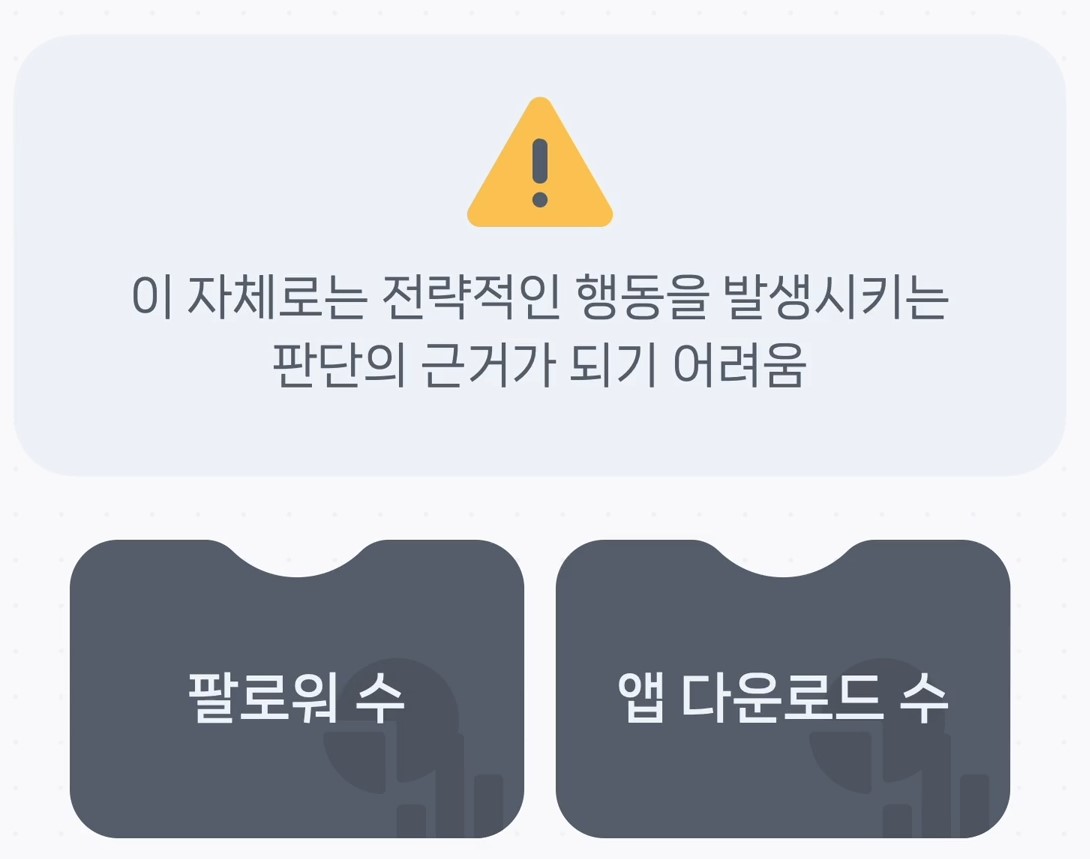 이 자체로는 전략적인 행동을 발생시키는
판단의 근거가 되기 어려움
팔로워 수
앱 다운로드 수